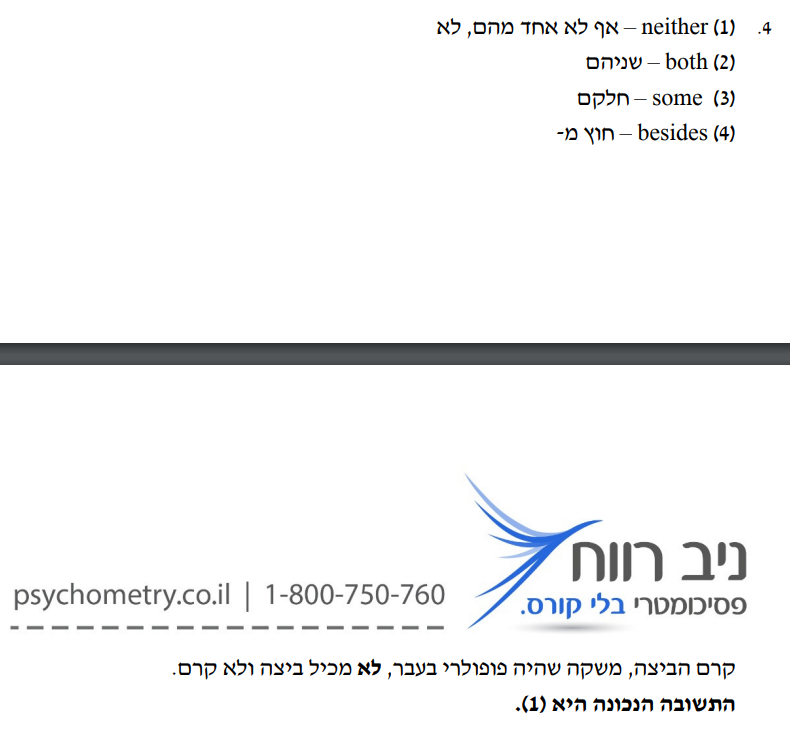 4. (1) neither – אף לא אחד מהם, לא
(2) both – שניהם
(3) some – חלקם
(4) besides – חוץ מ-
ניב רווח
פסיכומטרי בלי קורס.
psychometry.co.il | 1-800-750-760
קרם הביצה, משקה שהיה פופולרי בעבר, לא מכיל ביצה ולא קרם.
התשובה הנכונה היא (1).